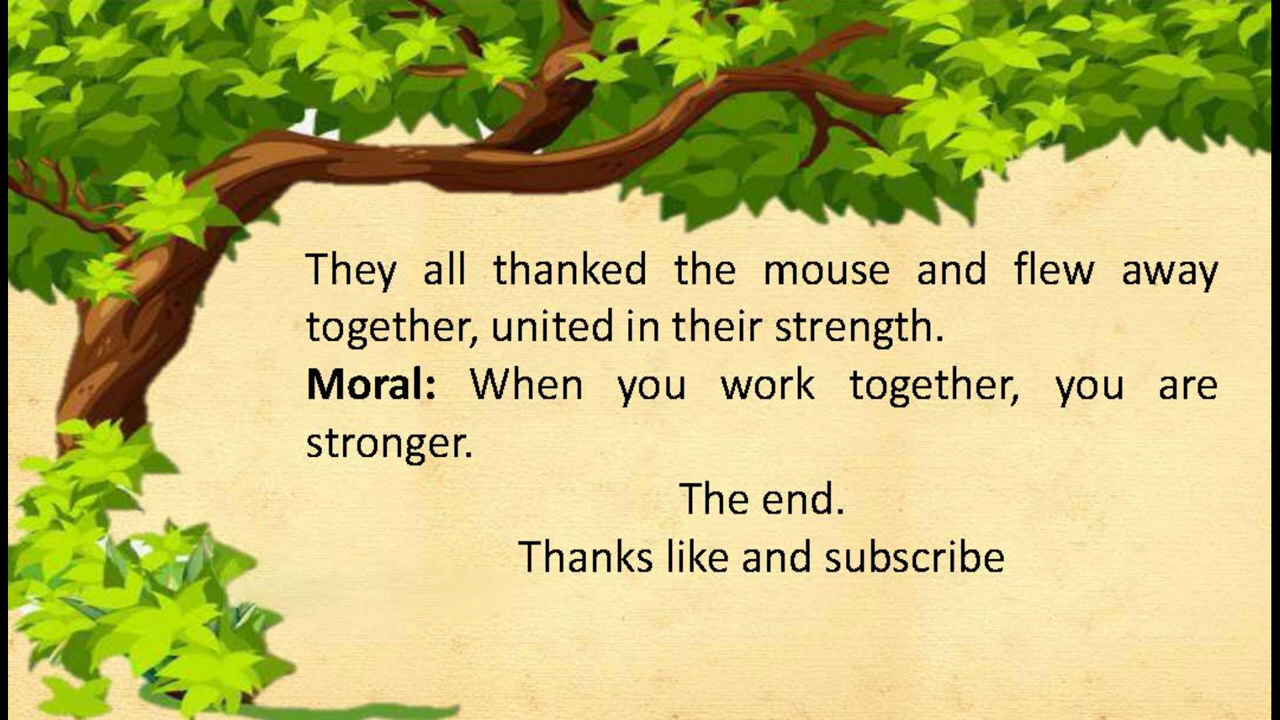 They all thanked the mouse and flew away
together, united in their strength.
Moral: When you work together, you are
stronger.
The end.
Thanks like and subscribe